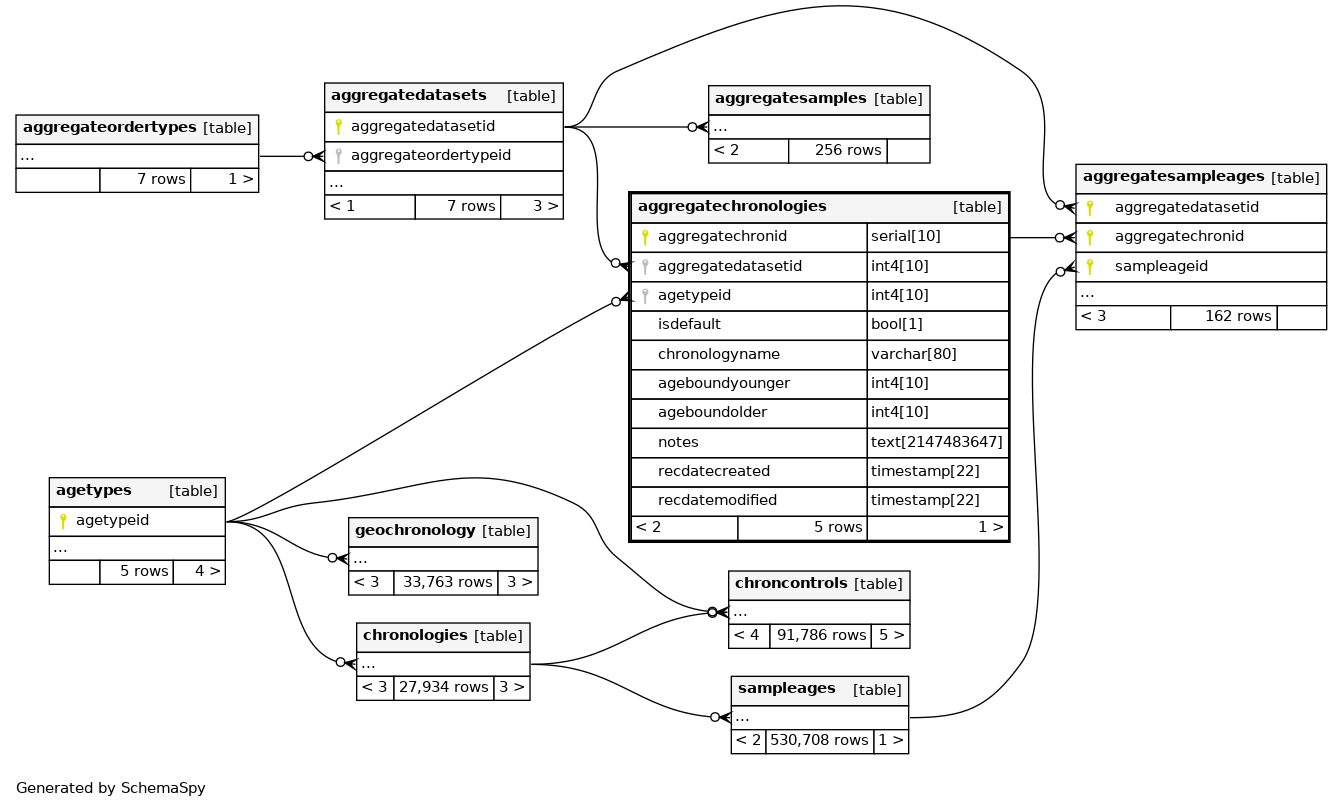 aggregateordertypes [table]
...
7 rows 1 >
aggregatedatasets [table]
aggregatedatasetid
aggregateordertypeid
...
< 1 7 rows 3 >
aggregatesamples [table]
...
< 2 256 rows
aggregatechronologies [table]
aggregatechronid serial[10]
aggregatedatasetid int4[10]
agetypeid int4[10]
isdefault bool[1]
chronologyname varchar[80]
ageboundyounger int4[10]
ageboundolder int4[10]
notes text[2147483647]
recdatecreated timestamp[22]
recdatemodified timestamp[22]
< 2 5 rows 1 >
aggregatesampleages [table]
aggregatedatasetid
aggregatechronid
sampleageid
...
< 3 162 rows
agetypes [table]
agetypeid
...
5 rows 4 >
geochronology [table]
...
< 3 33,763 rows 3 >
chronologies [table]
...
< 3 27,934 rows 3 >
chroncontrols [table]
...
< 4 91,786 rows 5 >
sampleages [table]
...
< 2 530,708 rows 1 >
Generated by SchemaSpy